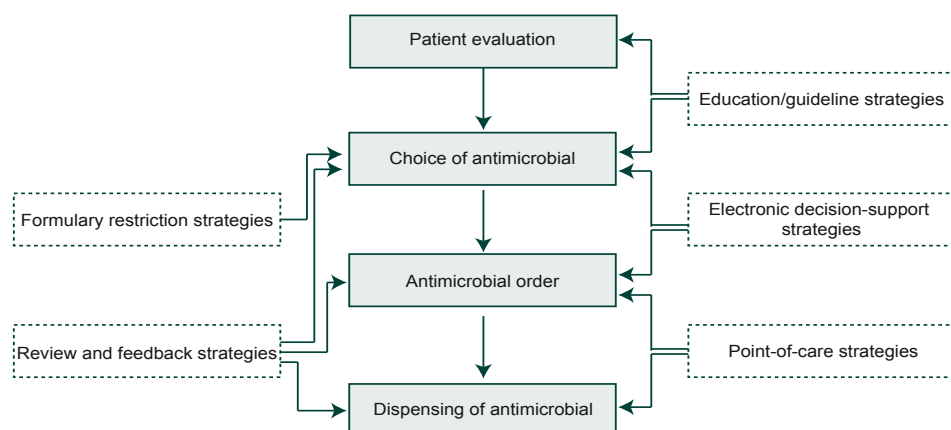 Patient evaluation
Education/guideline strategies
Choice of antimicrobial
Formulary restriction strategies
Electronic decision-support
strategies
Antimicrobial order
Review and feedback strategies
Point-of-care strategies
Dispensing of antimicrobial